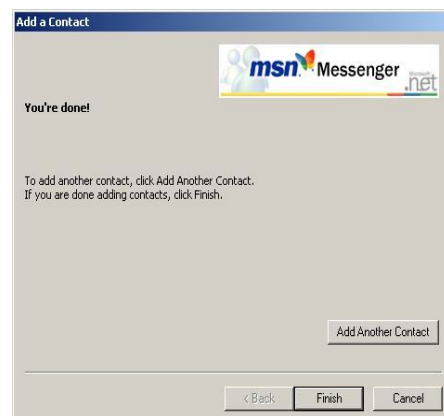 Add a Contact
msn Messenger
Microsoft
.net
You're done!
To add another contact, click Add Another Contact.
If you are done adding contacts, click Finish.
Add Another Contact
< Back Finish Cancel